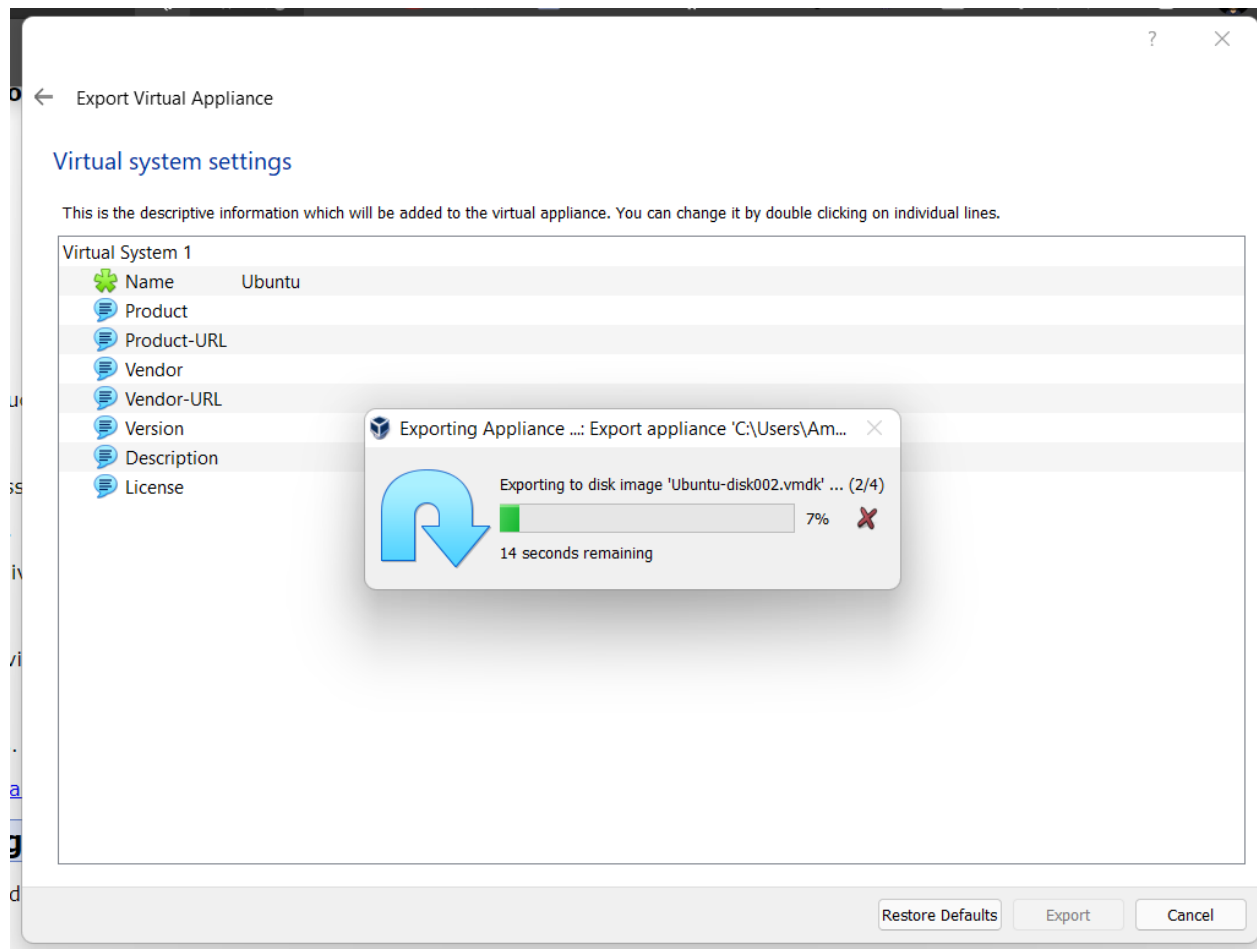 ?
Export Virtual Appliance
Virtual system settings
This is the descriptive information which will be added to the virtual appliance. You can change it by double clicking on individual lines.
Virtual System 1
Name Ubuntu
Product
Product-URL
Vendor
Vendor-URL
Version
Description
License
Exporting Appliance ...: Export appliance 'C:\Users\Am...
Exporting to disk image 'Ubuntu-disk002.vmdk' ... (2/4)
7%
14 seconds remaining
Restore Defaults Export Cancel